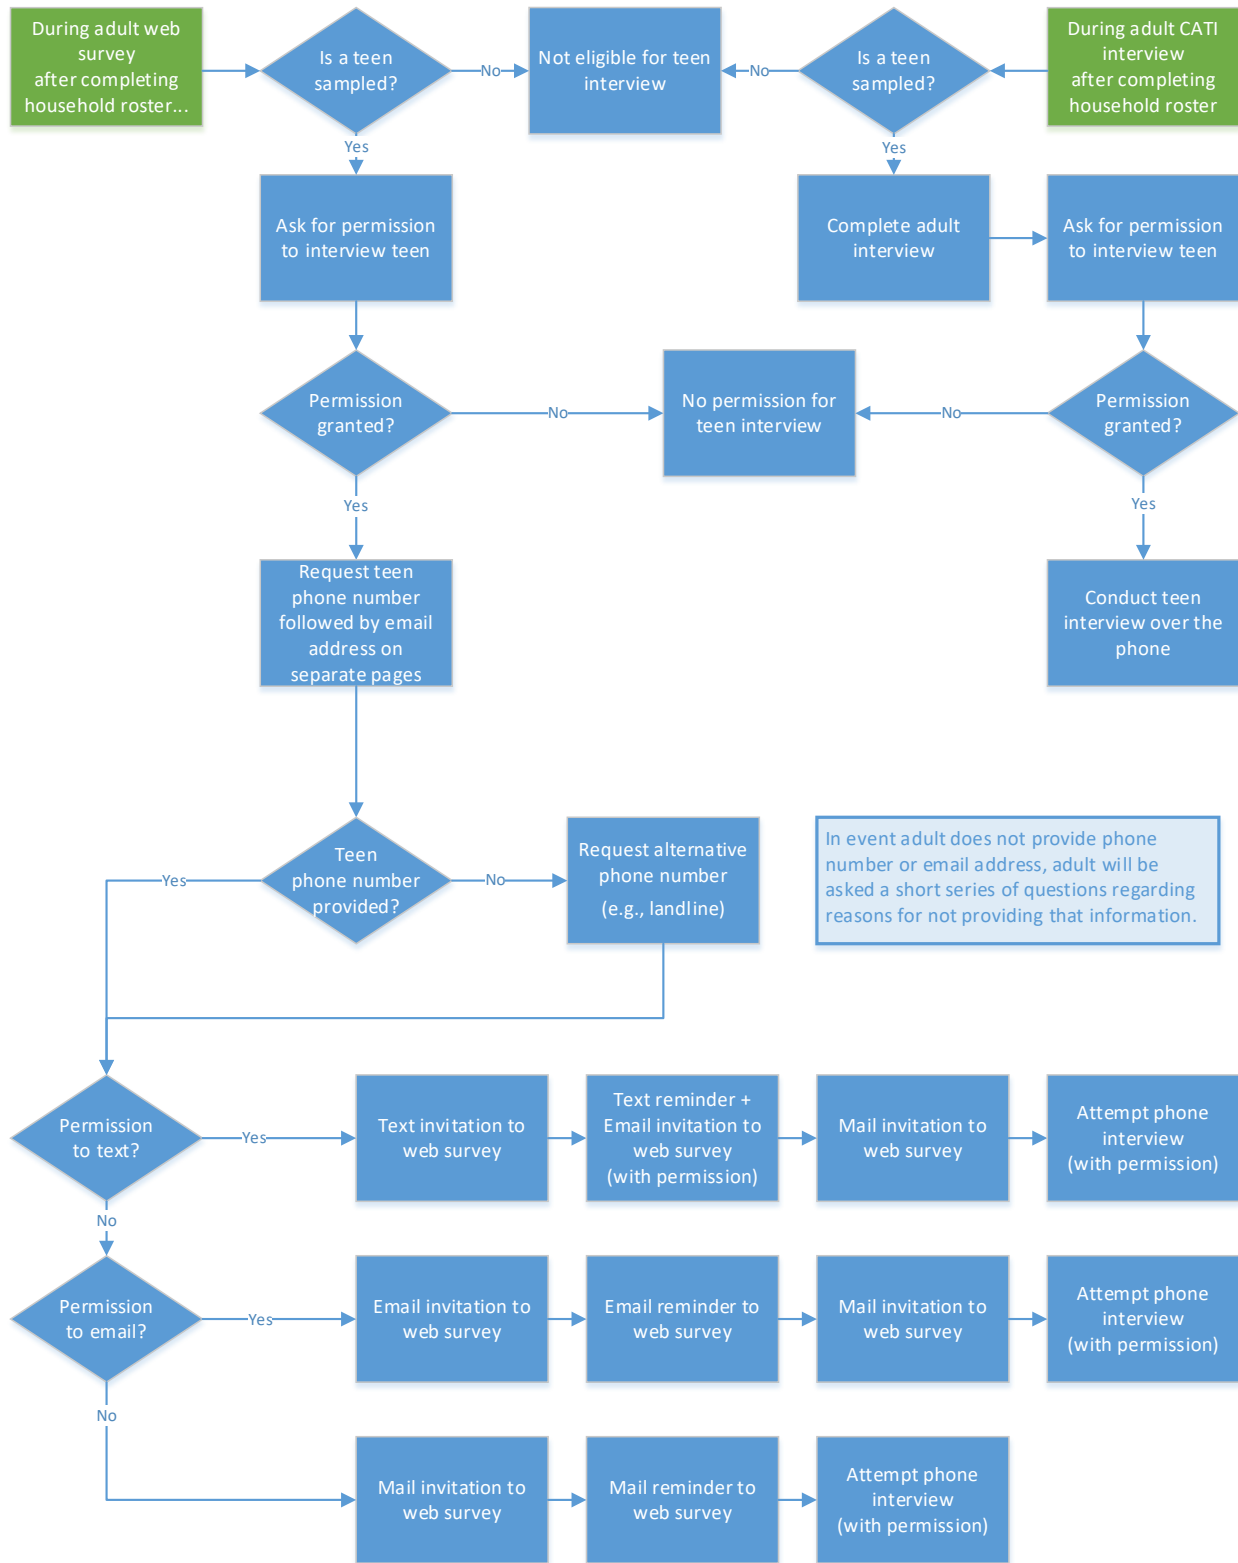 During adult web
survey
after completing
household roster...
Is a teen
sampled?
No
Not eligible for teen
interview
No
Is a teen
sampled?
During adult CATI
interview
after completing
household roster
Yes
Yes
Ask for permission
to interview teen
Complete adult
interview
Ask for permission
to interview teen
Permission
granted?
No
No permission for
teen interview
No
Permission
granted?
Yes
Yes
Request teen
phone number
followed by email
address on
separate pages
Conduct teen
interview over the
phone
Yes
Teen
phone number
provided?
No
Request alternative
phone number
(e.g., landline)
In event adult does not provide phone
number or email address, adult will be
asked a short series of questions regarding
reasons for not providing that information.
Permission
to text?
Yes
Text invitation to
web survey
Text reminder +
Email invitation to
web survey
(with permission)
Mail invitation to
web survey
Attempt phone
interview
(with permission)
No
Permission
to email?
Yes
Email invitation to
web survey
Email reminder to
web survey
Mail invitation to
web survey
Attempt phone
interview
(with permission)
No
Mail invitation to
web survey
Mail reminder to
web survey
Attempt phone
interview
(with permission)